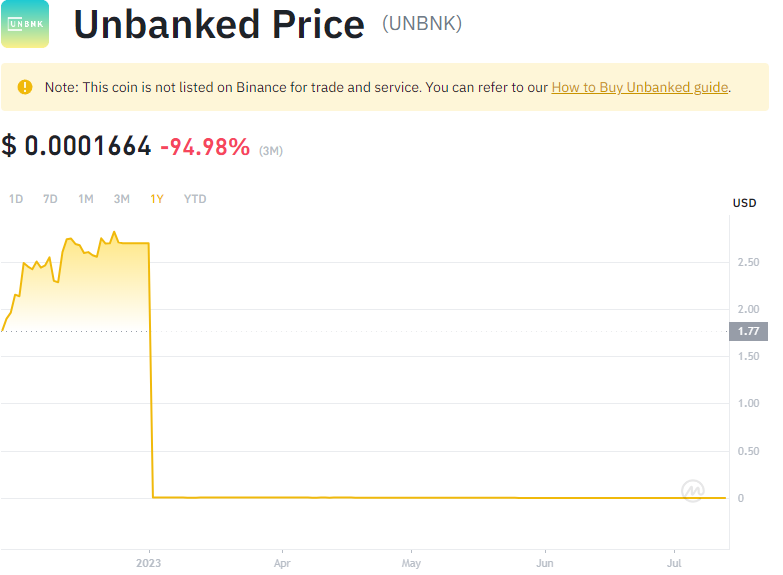 UNBNK
Unbanked Price (UNBNK)
Note: This coin is not listed on Binance for trade and service. You can refer to our How to Buy Unbanked guide.
$ 0.0001664 -94.98% (3M)
1D 7D 1M 3M 1Y YTD
USD
2.50
2.00
1.77
1.50
1.00
0.50
0
2023 Apr May Jun Jul